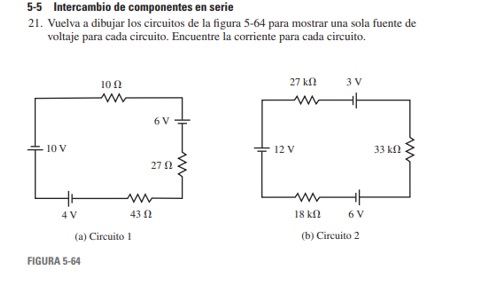 5-5 Intercambio de componentes en serie
21. Vuelva a dibujar los circuitos de la figura 5-64 para mostrar una sola fuente de
voltaje para cada circuito. Encuentre la corriente para cada circuito.
10 Ω
6 V
10 V
27 Ω
4 V
43 Ω
(a) Circuito 1
27 kΩ
3 V
12 V
33 kΩ
18 kΩ
6 V
(b) Circuito 2
FIGURA 5-64